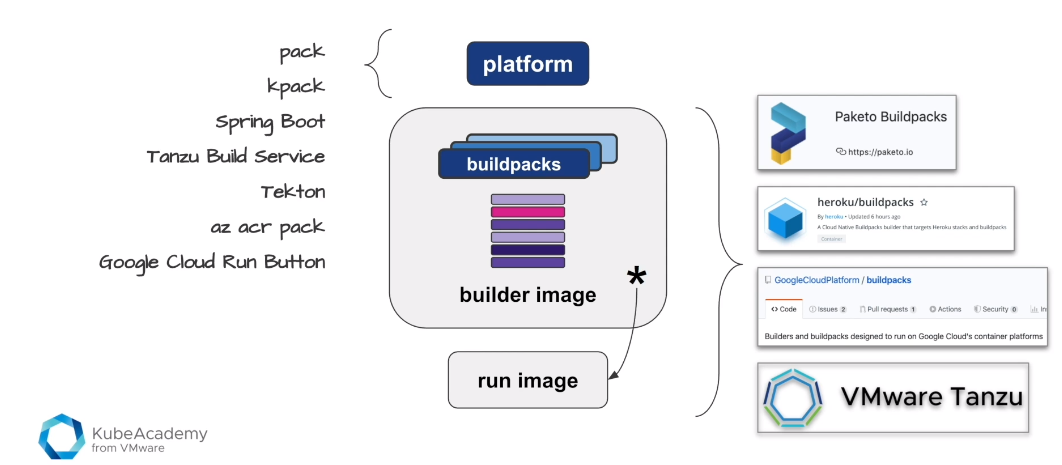 pack
kpack
Spring Boot
Tanzu Build Service
Tekton
az acr pack
Google Cloud Run Button
platform
buildpacks
builder image
*
run image
Paketo Buildpacks
https://paketo.io
heroku/buildpacks
By heroku • Updated 6 hours ago
A Cloud Native Buildpacks builder that targets Heroku stacks and buildpacks
Container
GoogleCloudPlatform / buildpacks
<> Code Issues 2 Pull requests 1 Actions Security 0
Builders and buildpacks designed to run on Google Cloud's container platforms
VMware Tanzu
KubeAcademy
from VMware